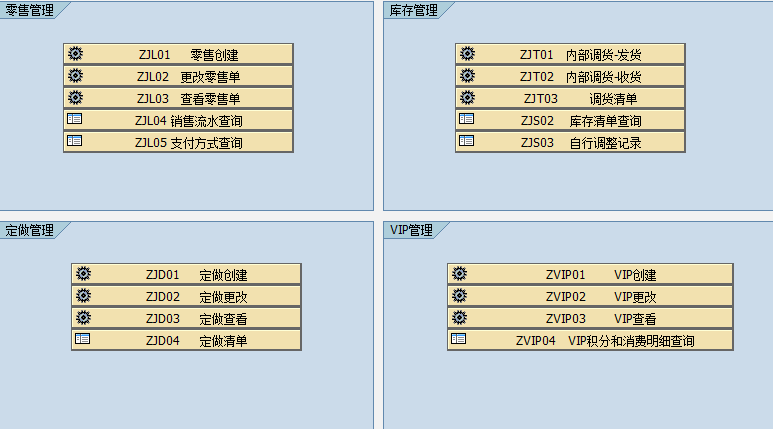 零售管理
ZJL01 零售创建
ZJL02 更改零售单
ZJL03 查看零售单
ZJL04 销售流水查询
ZJL05 支付方式查询
库存管理
ZJT01 内部调货-发货
ZJT02 内部调货-收货
ZJT03 调货清单
ZJS02 库存清单查询
ZJS03 自行调整记录
定做管理
ZJD01 定做创建
ZJD02 定做更改
ZJD03 定做查看
ZJD04 定做清单
VIP管理
ZVIP01 VIP创建
ZVIP02 VIP更改
ZVIP03 VIP查看
ZVIP04 VIP积分和消费明细查询